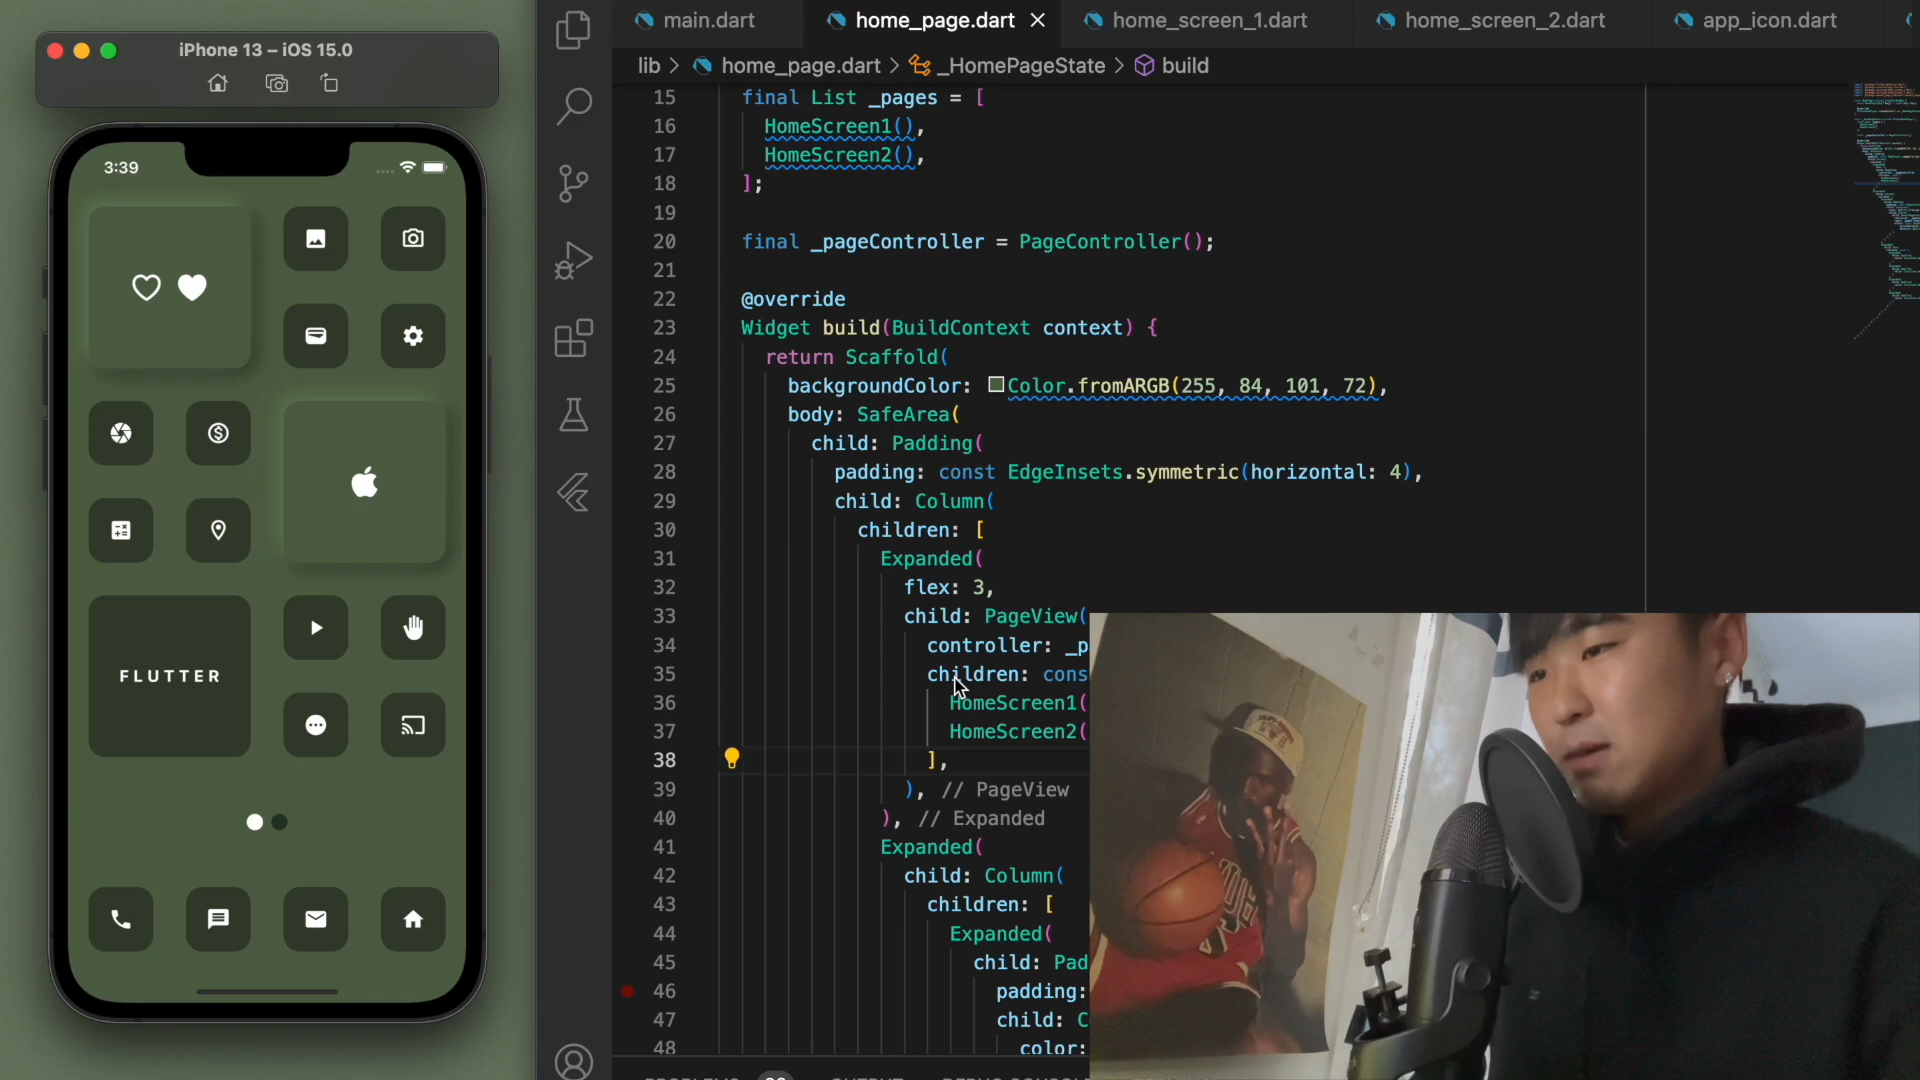 iPhone 13 – iOS 15.0
3:39
FLUTTER
main.dart
home_page.dart
home_screen_1.dart
home_screen_2.dart
app_icon.dart
lib > home_page.dart > _HomePageState > build
15 final List _pages = [
16 HomeScreen1(),
17 HomeScreen2(),
18 ];
19
20 final _pageController = PageController();
21
22 @override
23 Widget build(BuildContext context) {
24 return Scaffold(
25 backgroundColor: Color.fromARGB(255, 84, 101, 72),
26 body: SafeArea(
27 child: Padding(
28 padding: const EdgeInsets.symmetric(horizontal: 4),
29 child: Column(
30 children: [
31 Expanded(
32 flex: 3,
33 child: PageView(
34 controller: _p
35 children: cons
36 HomeScreen1(
37 HomeScreen2(
38 ],
39 ), // PageView
40 ), // Expanded
41 Expanded(
42 child: Column(
43 children: [
44 Expanded(
45 child: Pad
46 padding:
47 child: C
48 color: